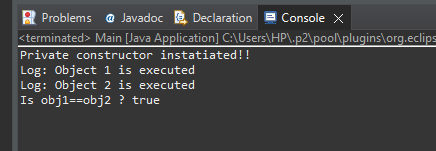 Problems @ Javadoc Declaration Console ×
<terminated> Main [Java Application] C:\Users\HP\.p2\pool\plugins\org.eclips
Private constructor instatiated!!
Log: Object 1 is executed
Log: Object 2 is executed
Is obj1==obj2 ? true